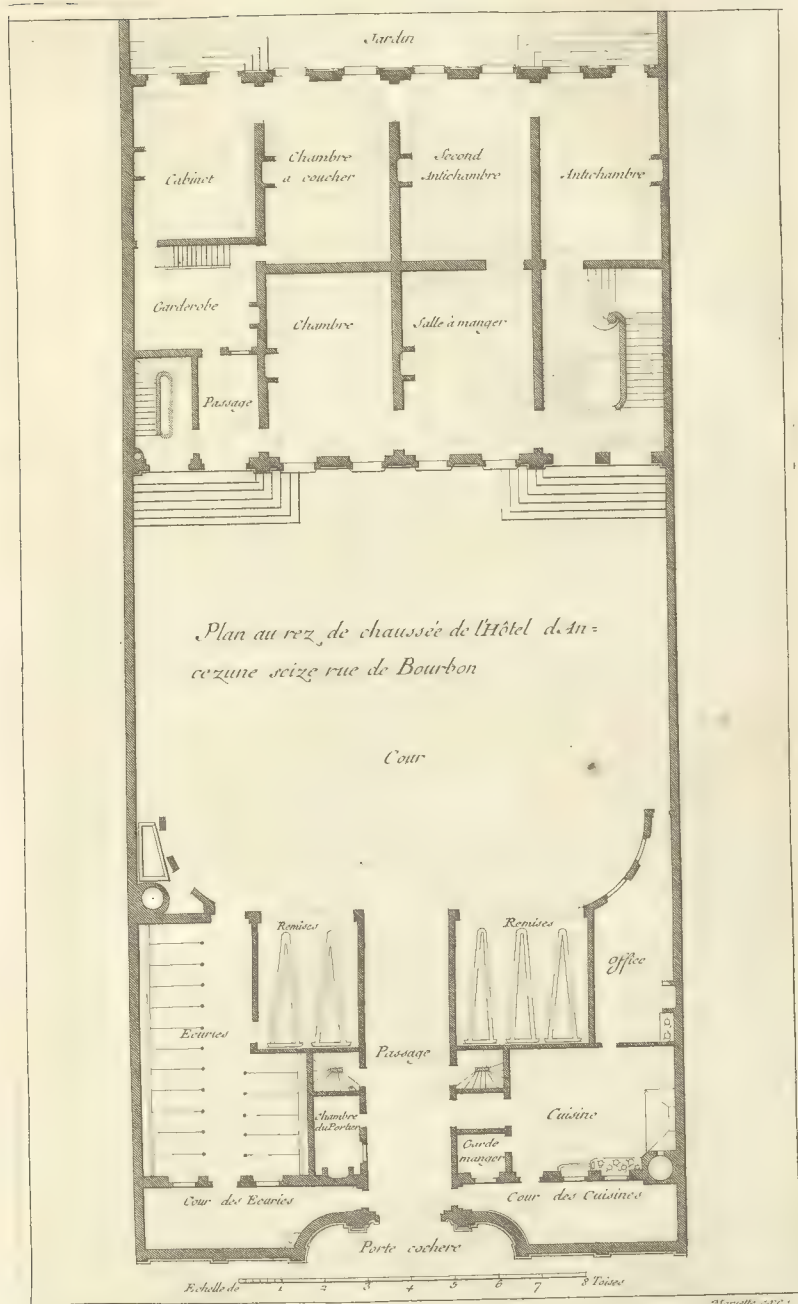 Jardin
Cabinet
Chambre
a coucher
Second
Antichambre
Antichambre
Garderobe
Chambre
Salle à manger
Passage
Plan au rez de chaussée de l'Hôtel d'An=
cezune scize rue de Bourbon
Cour
Remises
Remises
Office
Ecuries
Passage
Chambre
du Portier
Cuisine
Garde
manger
Cour des Ecuries
Cour des Cuisines
Porte cochere
Echelle de 1 2 3 4 5 6 7 8 Toises
Mariette